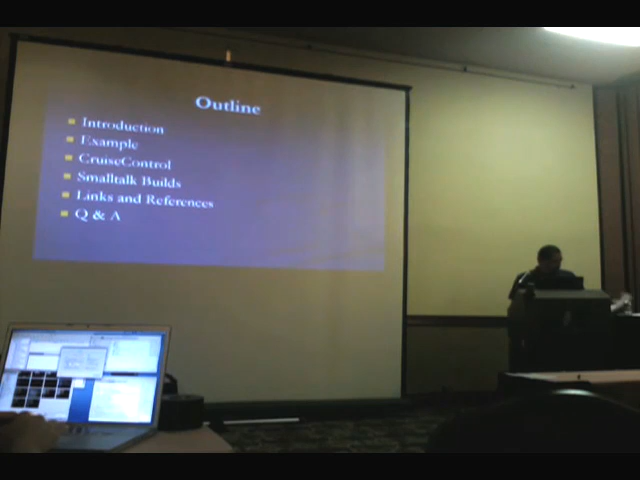 Outline
Introduction
Example
CruiseControl
Smalltalk Builds
Links and References
Q & A